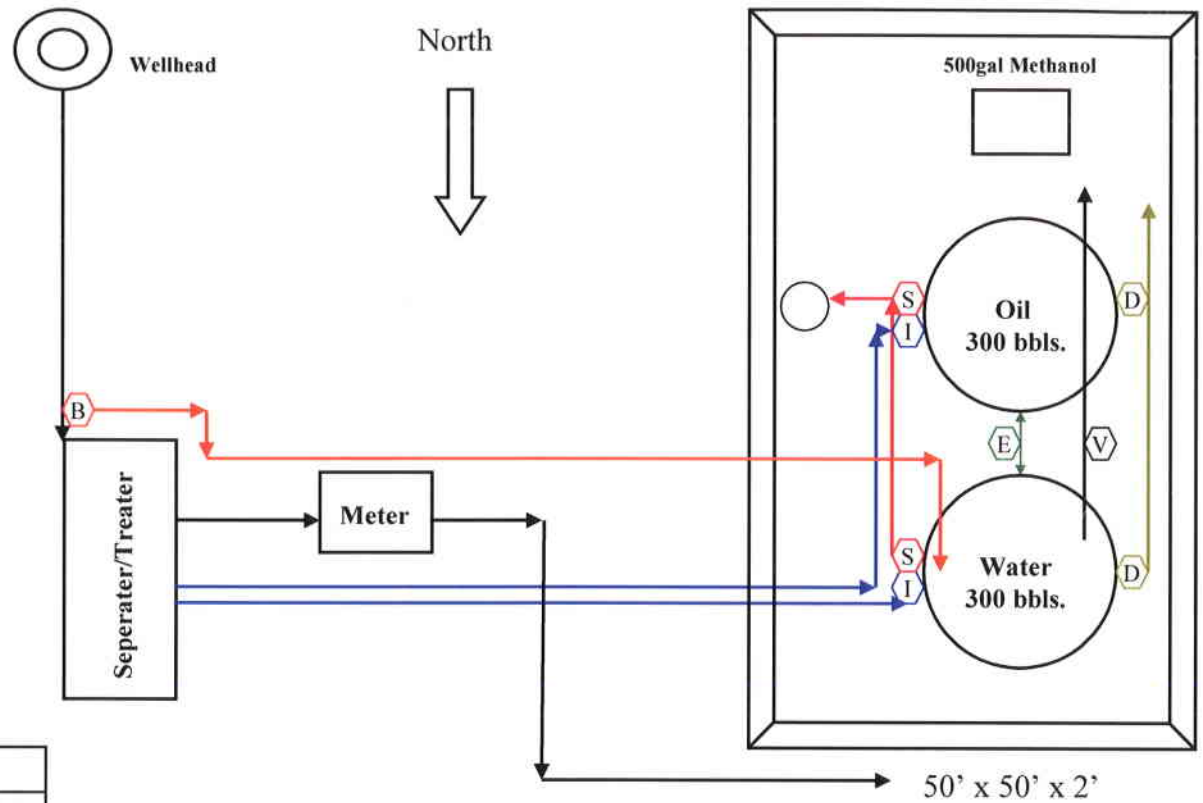 North
Wellhead
500gal Methanol
S
I
Oil
300 bbls.
D
B
E
V
Seperater/Treater
Meter
S
I
Water
300 bbls.
D
50’ x 50’ x 2’